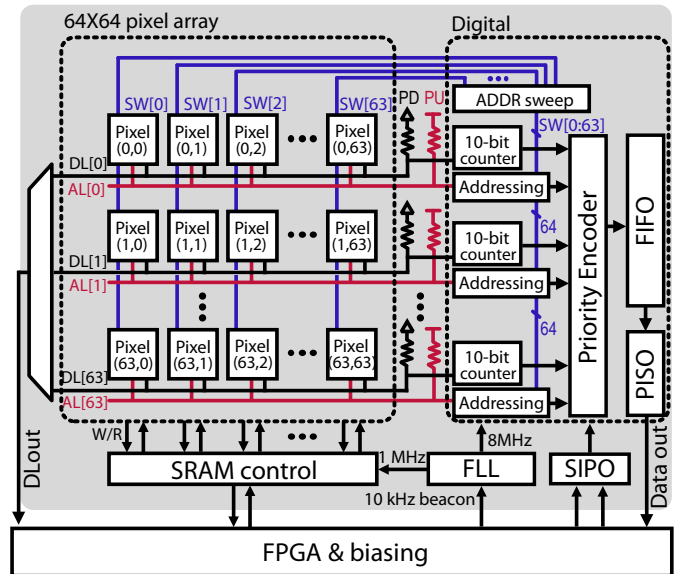 64X64 pixel array
Digital
SW[0]
SW[1]
SW[2]
SW[63]
PD
PU
ADDR sweep
SW[0:63]
Pixel
(0,0)
Pixel
(0,1)
Pixel
(0,2)
Pixel
(0,63)
DL[0]
AL[0]
10-bit
counter
Addressing
64
Pixel
(1,0)
Pixel
(1,1)
Pixel
(1,2)
Pixel
(1,63)
DL[1]
AL[1]
10-bit
counter
Addressing
64
Pixel
(63,0)
Pixel
(63,1)
Pixel
(63,2)
Pixel
(63,63)
DL[63]
AL[63]
10-bit
counter
Addressing
Priority Encoder
FIFO
PISO
W/R
8MHz
1 MHz
SRAM control
FLL
SIPO
10 kHz beacon
DLout
Data out
FPGA & biasing